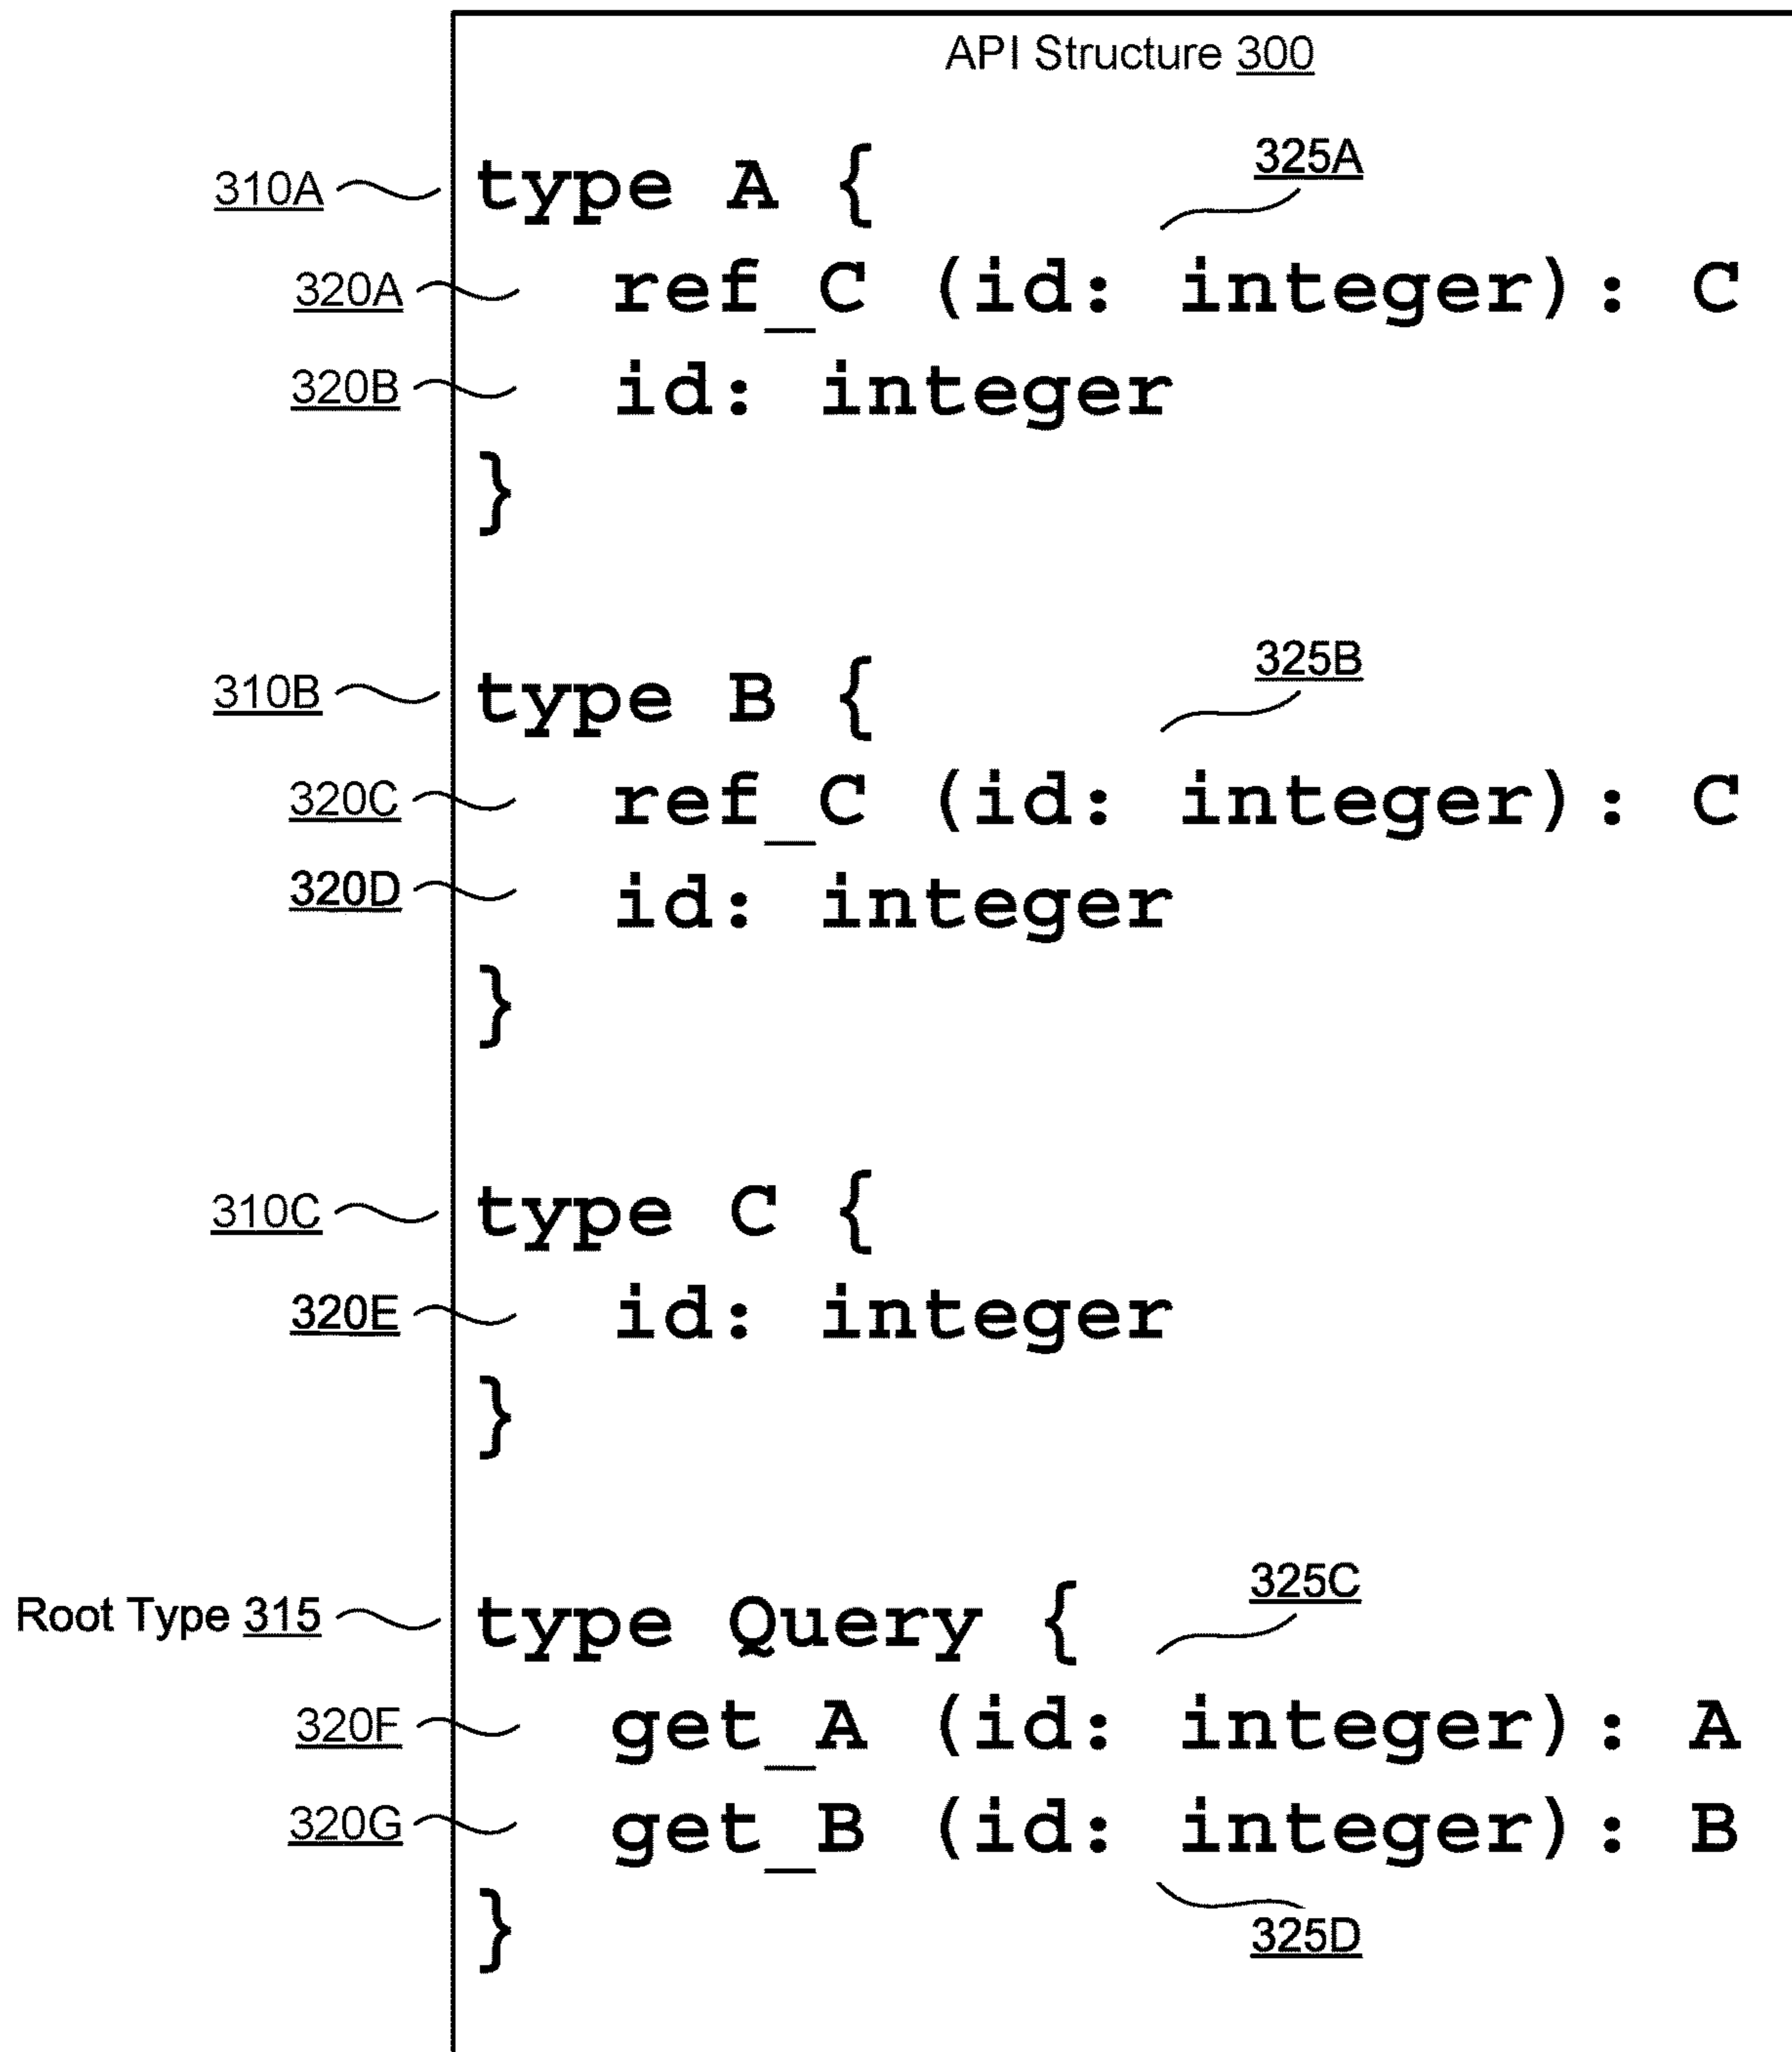 API Structure 300
325A
310A type A {
320A ref_C (id: integer): C
320B id: integer
}
325B
310B type B {
320C ref_C (id: integer): C
320D id: integer
}
310C type C {
320E id: integer
}
325C
Root Type 315 type Query {
320F get_A (id: integer): A
320G get_B (id: integer): B
325D
}